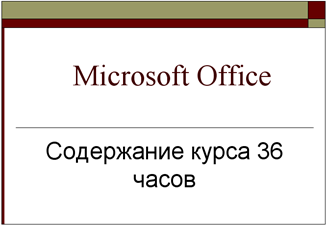 Microsoft Office
Содержание курса 36
часов